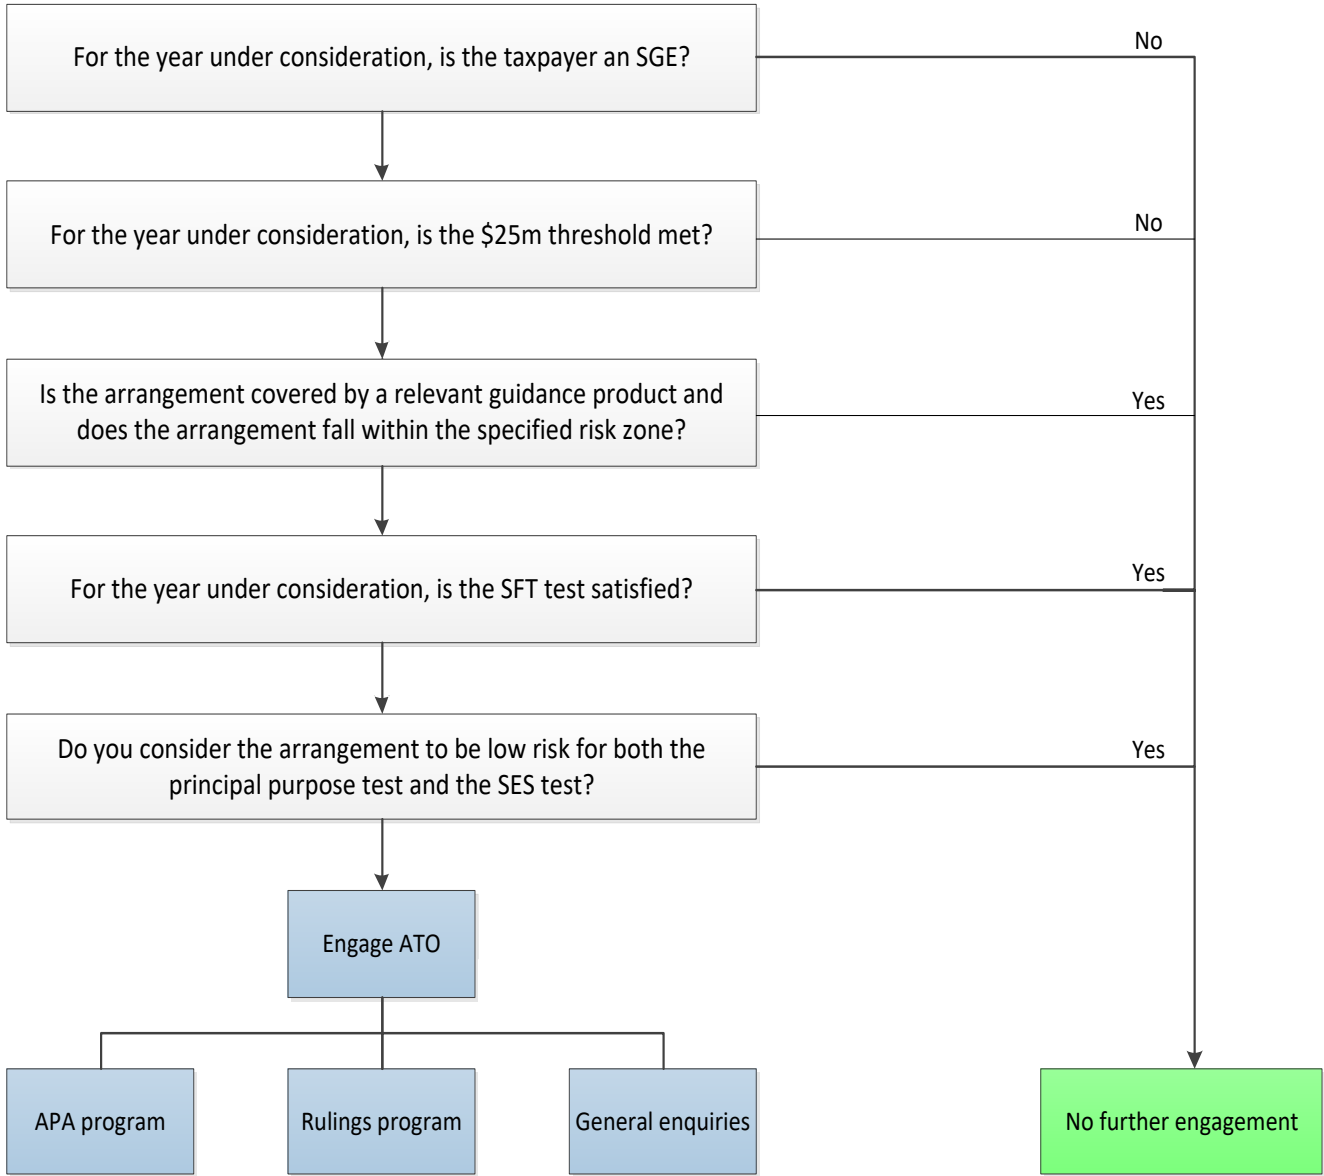 For the year under consideration, is the taxpayer an SGE?
No
For the year under consideration, is the $25m threshold met?
No
Is the arrangement covered by a relevant guidance product and
does the arrangement fall within the specified risk zone?
Yes
For the year under consideration, is the SFT test satisfied?
Yes
Do you consider the arrangement to be low risk for both the
principal purpose test and the SES test?
Yes
Engage ATO
APA program
Rulings program
General enquiries
No further engagement